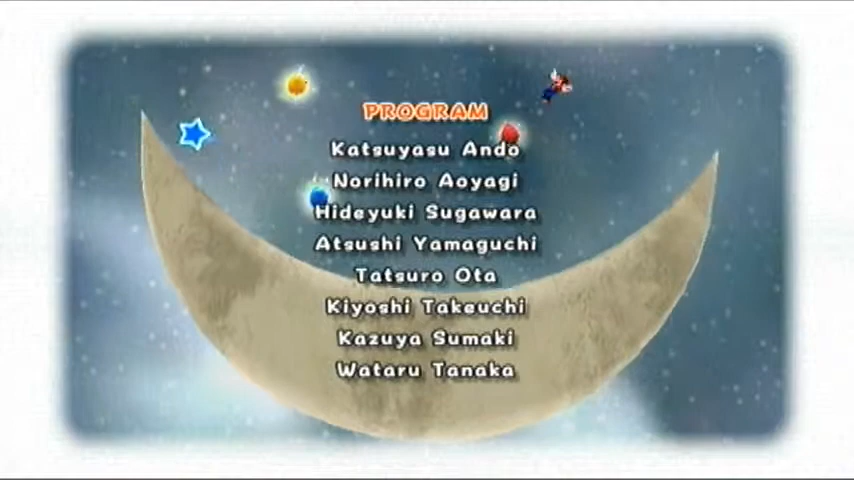 PROGRAM
Katsuyasu Ando
Norihiro Aoyagi
Hideyuki Sugawara
Atsushi Yamaguchi
Tatsuro Ota
Kiyoshi Takeuchi
Kazuya Sumaki
Wataru Tanaka